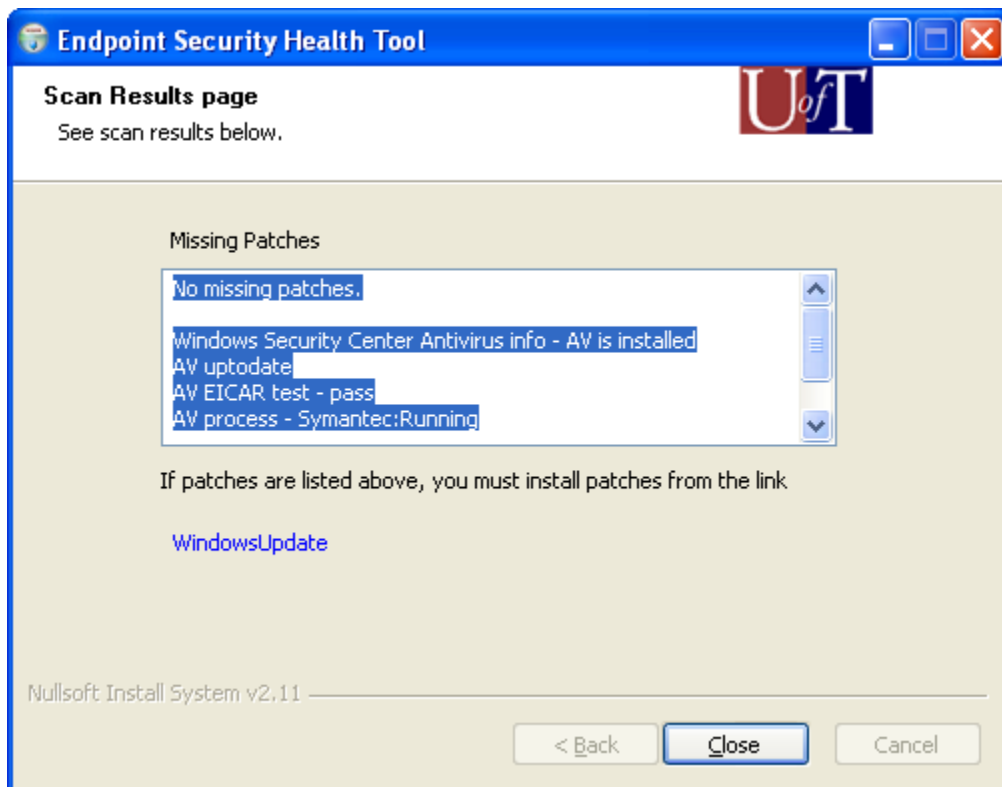 Endpoint Security Health Tool
Scan Results page
See scan results below.
UofT
Missing Patches
No missing patches.
Windows Security Center Antivirus info - AV is installed
AV uptodate
AV EICAR test - pass
AV process - Symantec:Running
If patches are listed above, you must install patches from the link
WindowsUpdate
Nullsoft Install System v2.11
< Back
Close
Cancel